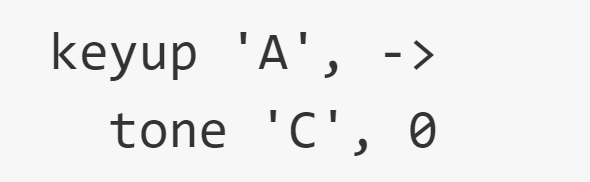 keyup 'A', ->
  tone 'C', 0